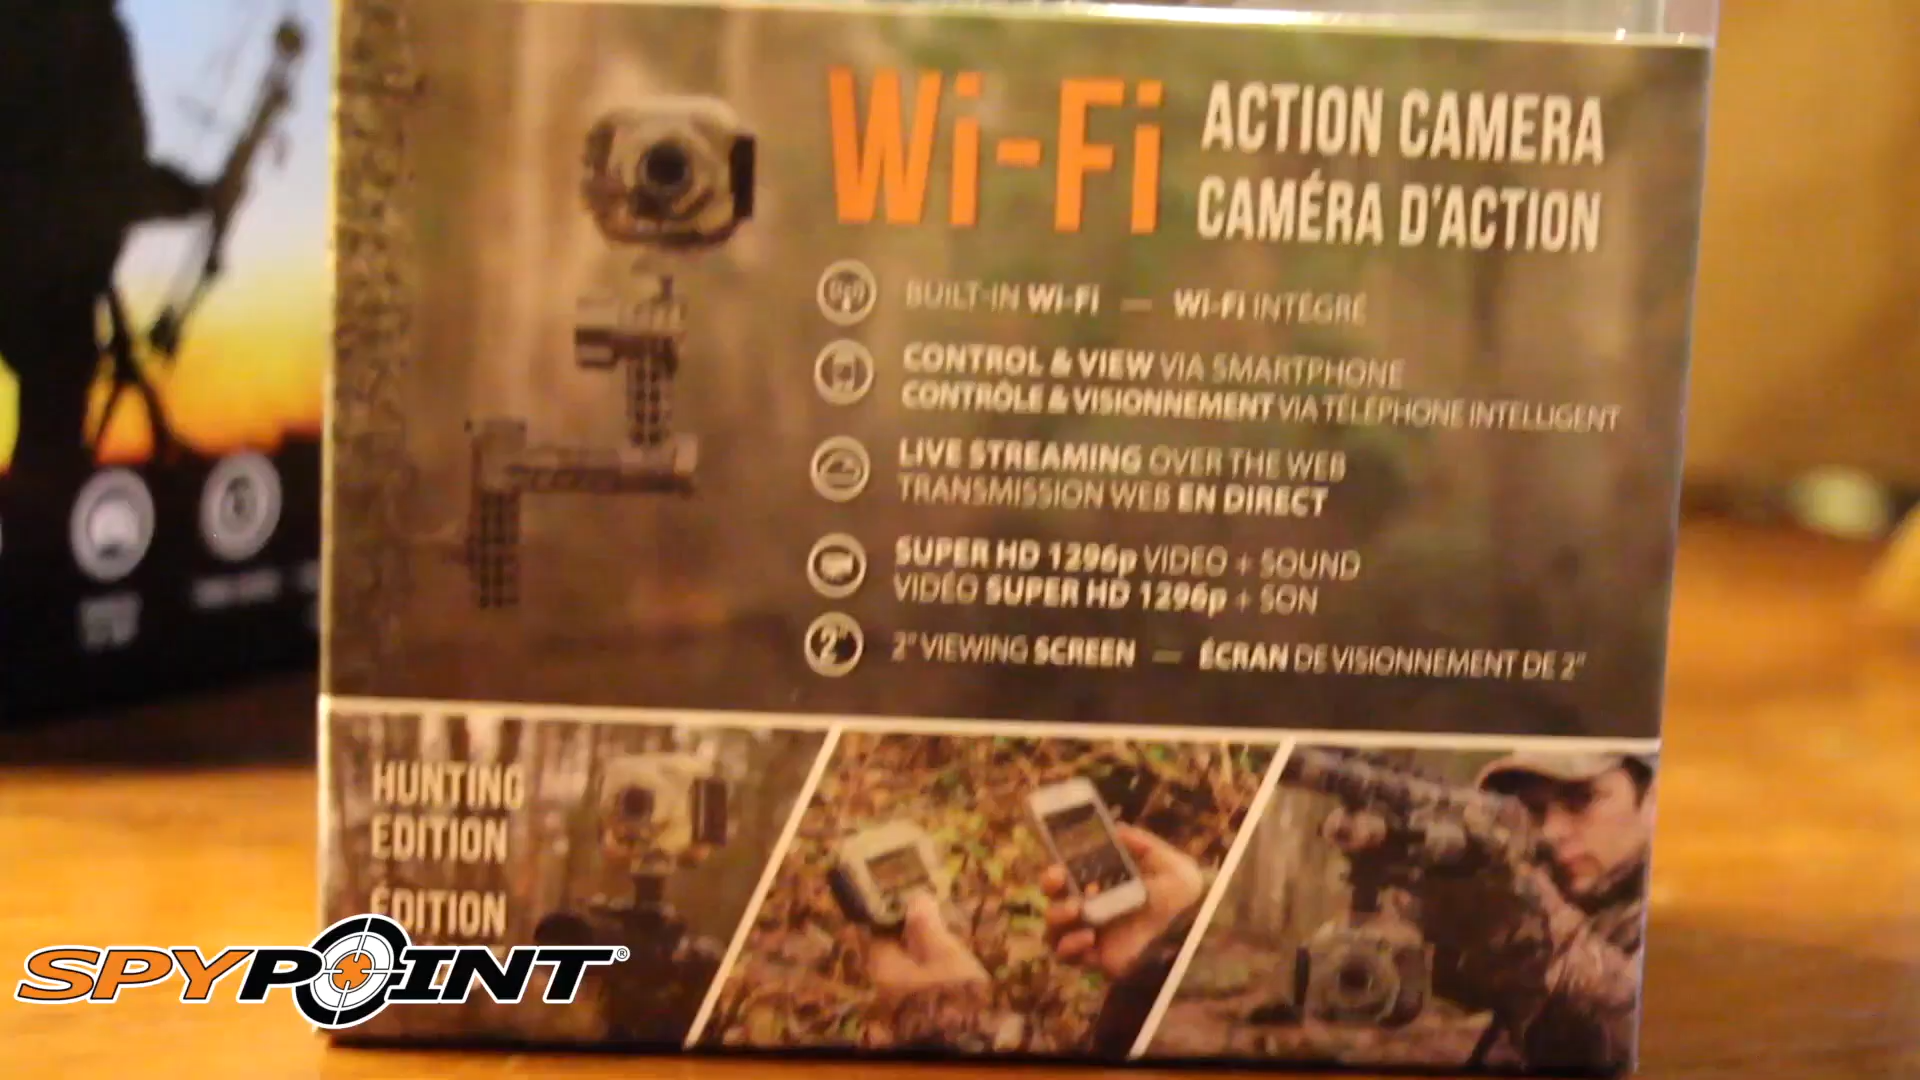 Wi-Fi
ACTION CAMERA
CAMÉRA D'ACTION
BUILT-IN Wi-Fi — Wi-Fi INTÉGRÉ
CONTROL & VIEW VIA SMARTPHONE
CONTRÔLE & VISIONNEMENT VIA TÉLÉPHONE INTELLIGENT
LIVE STREAMING OVER THE WEB
TRANSMISSION WEB EN DIRECT
SUPER HD 1296p VIDEO + SOUND
VIDÉO SUPER HD 1296p + SON
2"
2" VIEWING SCREEN — ÉCRAN DE VISIONNEMENT DE 2"
HUNTING
EDITION
ÉDITION
SPYPOINT®